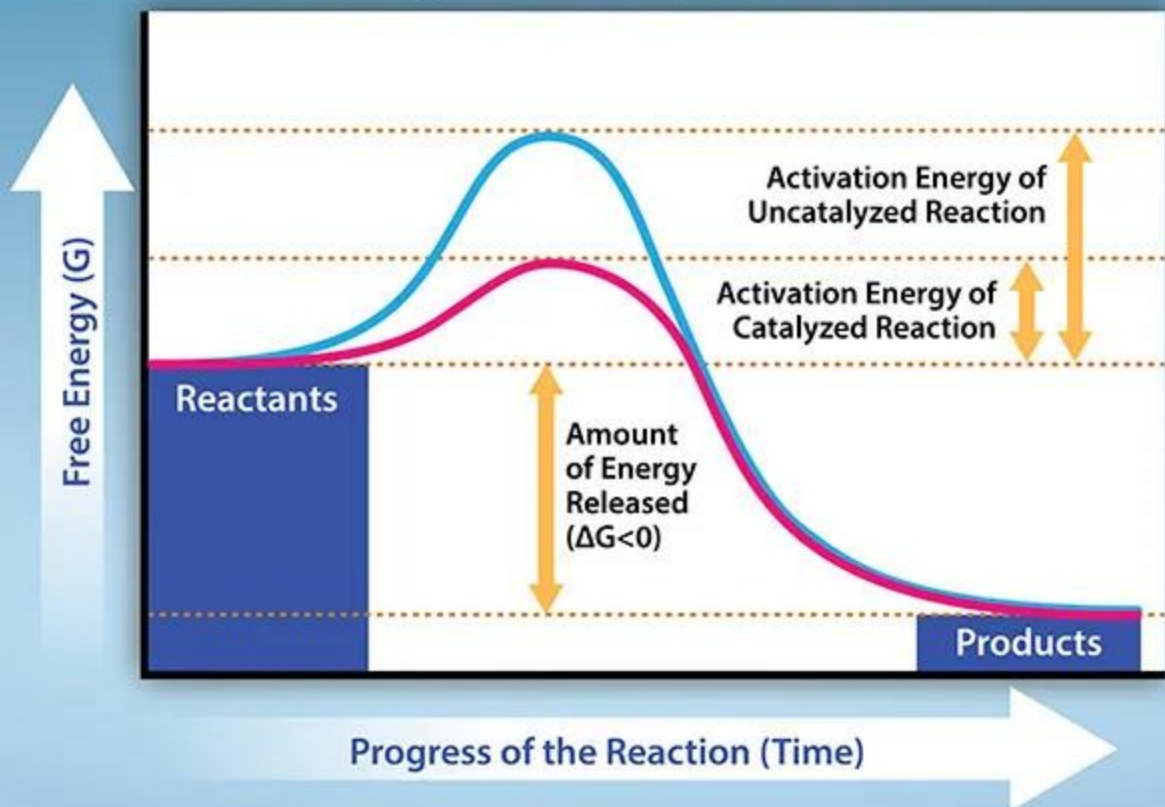 Free Energy (G)
Activation Energy of
Uncatalyzed Reaction
Activation Energy of
Catalyzed Reaction
Reactants
Amount
of Energy
Released
(ΔG<0)
Products
Progress of the Reaction (Time)